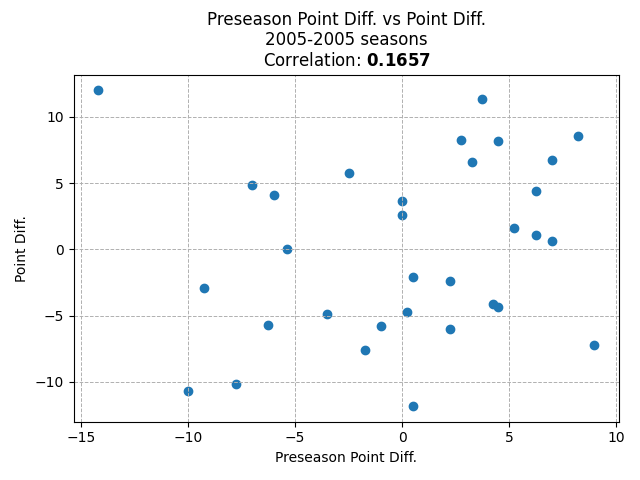 Preseason Point Diff. vs Point Diff.
2005-2005 seasons
Correlation: 0.1657
10
5
0
−5
−10
Point Diff.
−15 −10 −5 0 5 10
Preseason Point Diff.